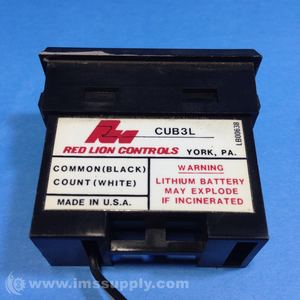 CUB3L
RED LION CONTROLS
YORK, PA.
LB00638
COMMON(BLACK)
COUNT(WHITE)
MADE IN U.S.A.
WARNING
LITHIUM BATTERY
MAY EXPLODE
IF INCINERATED
© www.imssupply.com